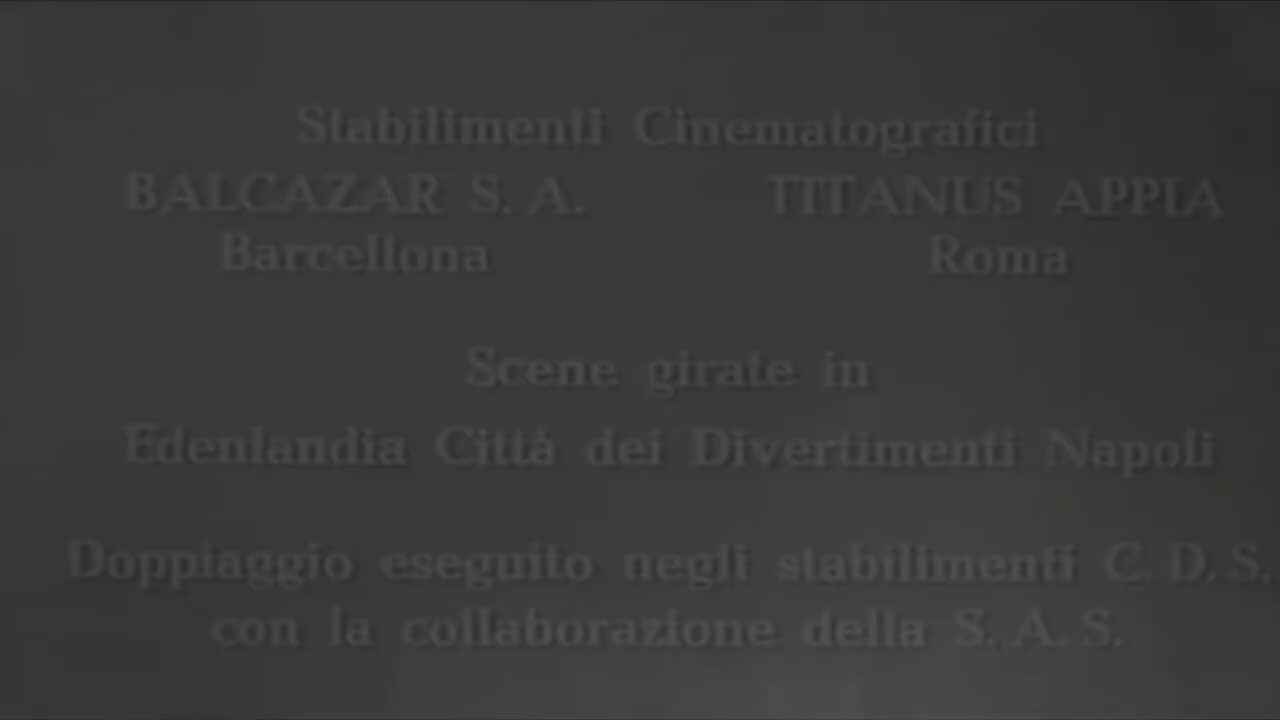 Stabilimenti Cinematografici
BALCAZAR S. A. TITANUS APPIA
Barcellona Roma
Scene girate in
Edenlandia Città dei Divertimenti Napoli
Doppiaggio eseguito negli stabilimenti C. D. S.
con la collaborazione della S. A. S.